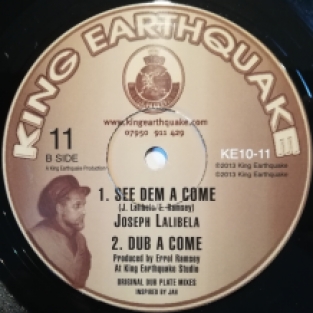 KING EARTHQUAKE
www.kingearthquake.com
07950 911 429
11
B SIDE
A King Earthquake Production
KE10-11
©2013 King Earthquake
©2013 King Earthquake
1. SEE DEM A COME
(J. Lalibela/E. Ramsey)
JOSEPH LALIBELA
2. DUB A COME
Produced by Errol Ramsey
At King Earthquake Studio
ORIGINAL DUB PLATE MIXES
INSPIRED BY JAH